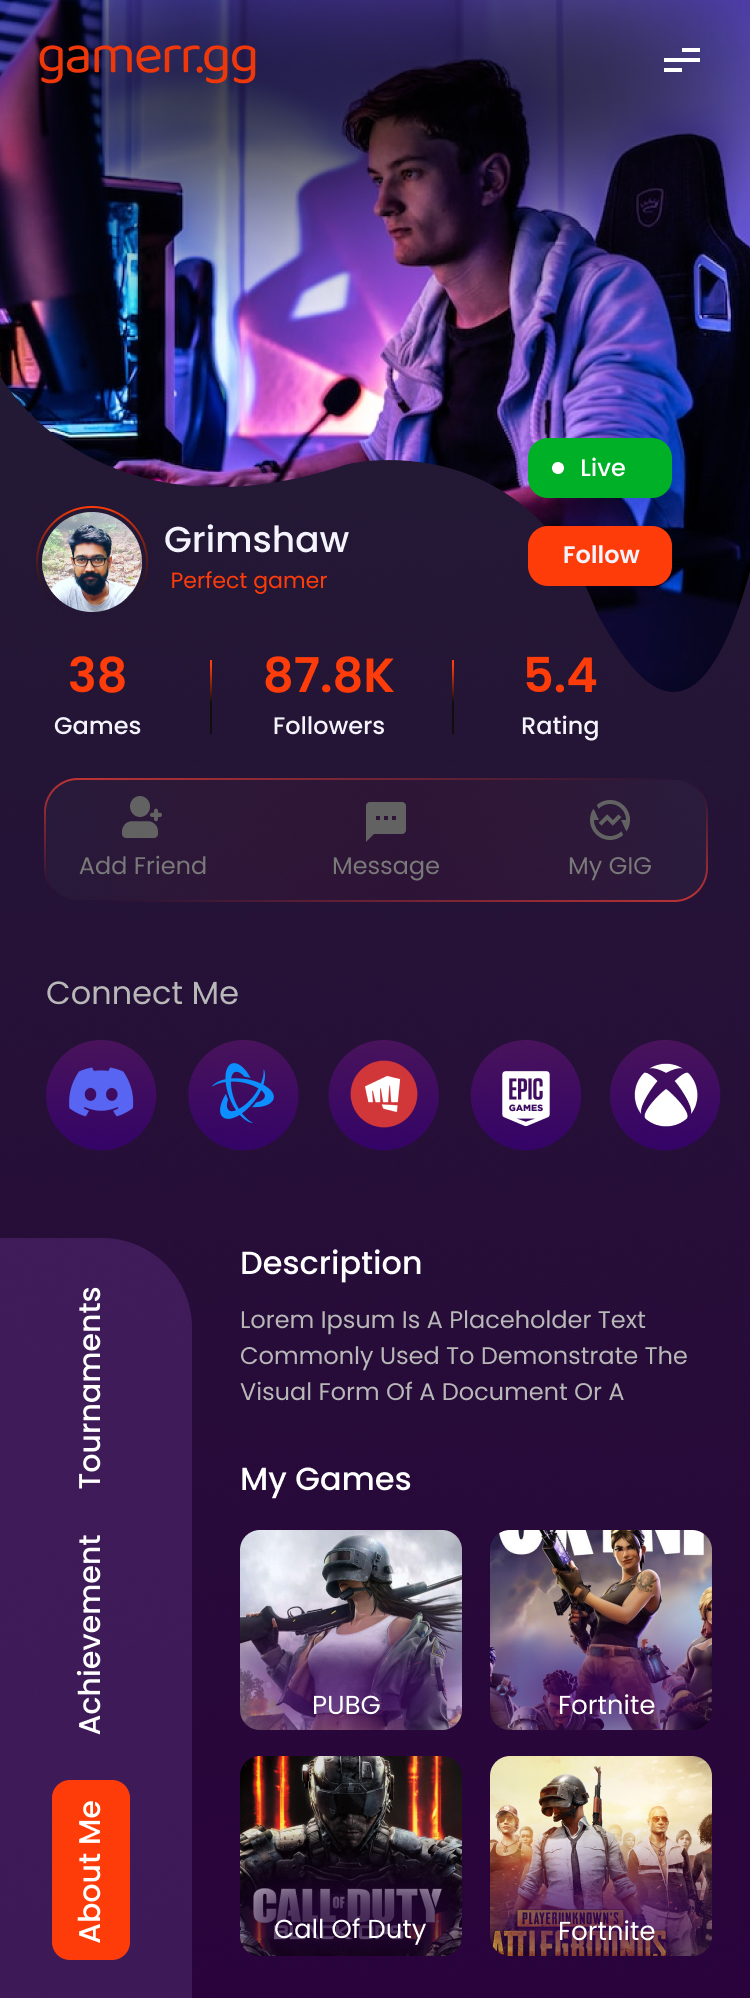 gamerr.gg
Live
Grimshaw
Follow
Perfect gamer
38
87.8K
5.4
Games
Followers
Rating
Add Friend
Message
My GIG
Connect Me
EPIC
GAMES
Tournaments
Achievement
About Me
Description
Lorem Ipsum Is A Placeholder Text
Commonly Used To Demonstrate The
Visual Form Of A Document Or A
My Games
PUBG
Fortnite
CALL OF DUTY
Call Of Duty
PLAYERUNKNOWN'S
Fortnite